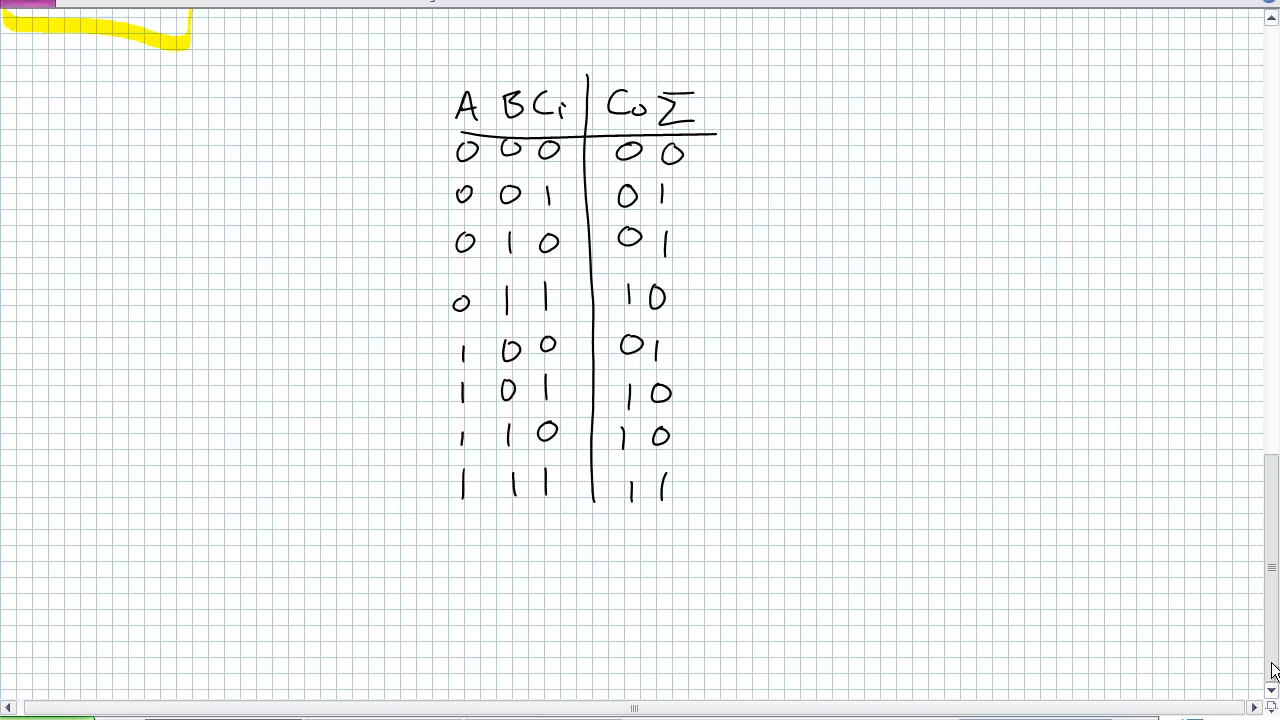 A B Ci Co Σ
0 0 0 0 0
0 0 1 0 1
0 1 0 0 1
0 1 1 1 0
1 0 0 0 1
1 0 1 1 0
1 1 0 1 0
1 1 1 1 1